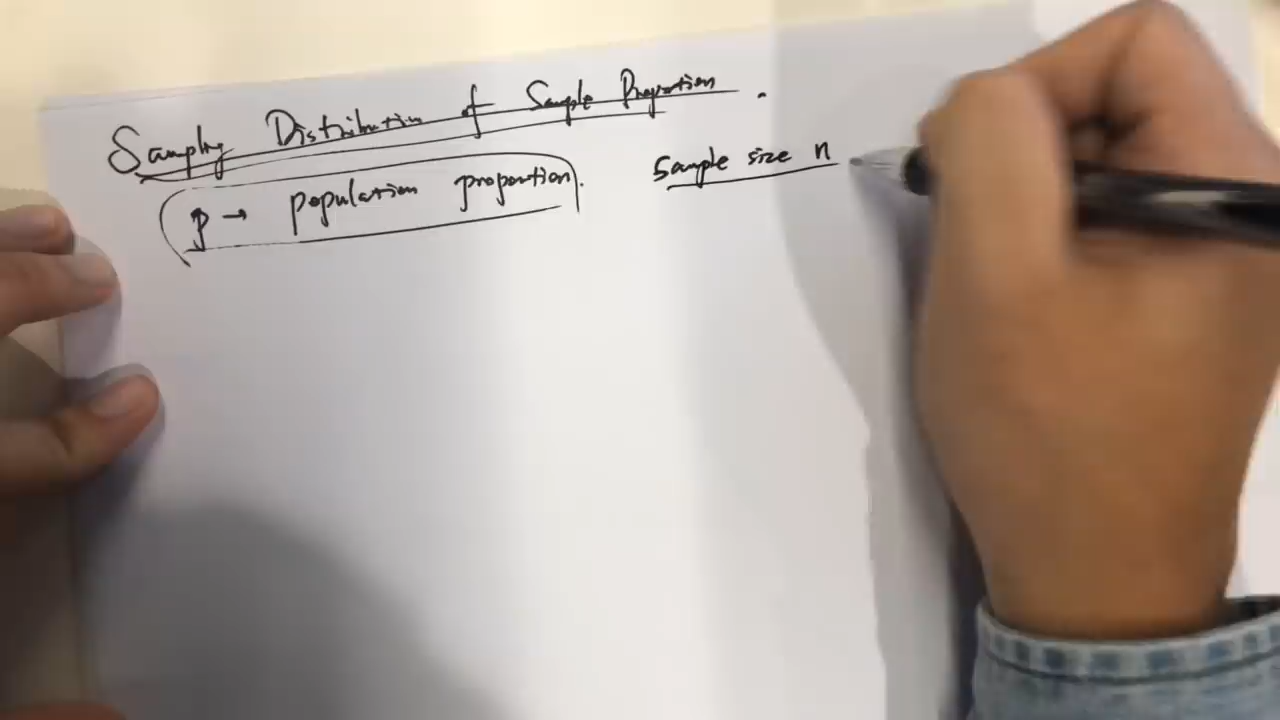 Sampling Distribution of Sample Proportion.
p → population proportion.
Sample size n